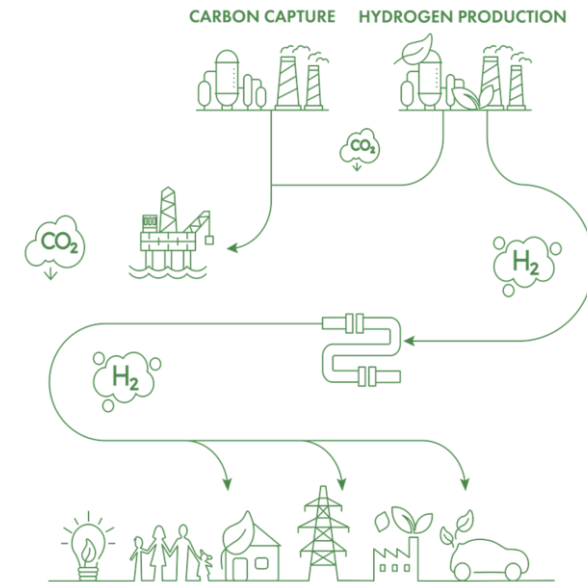 CARBON CAPTURE
HYDROGEN PRODUCTION
CO₂
CO₂
H₂
H₂